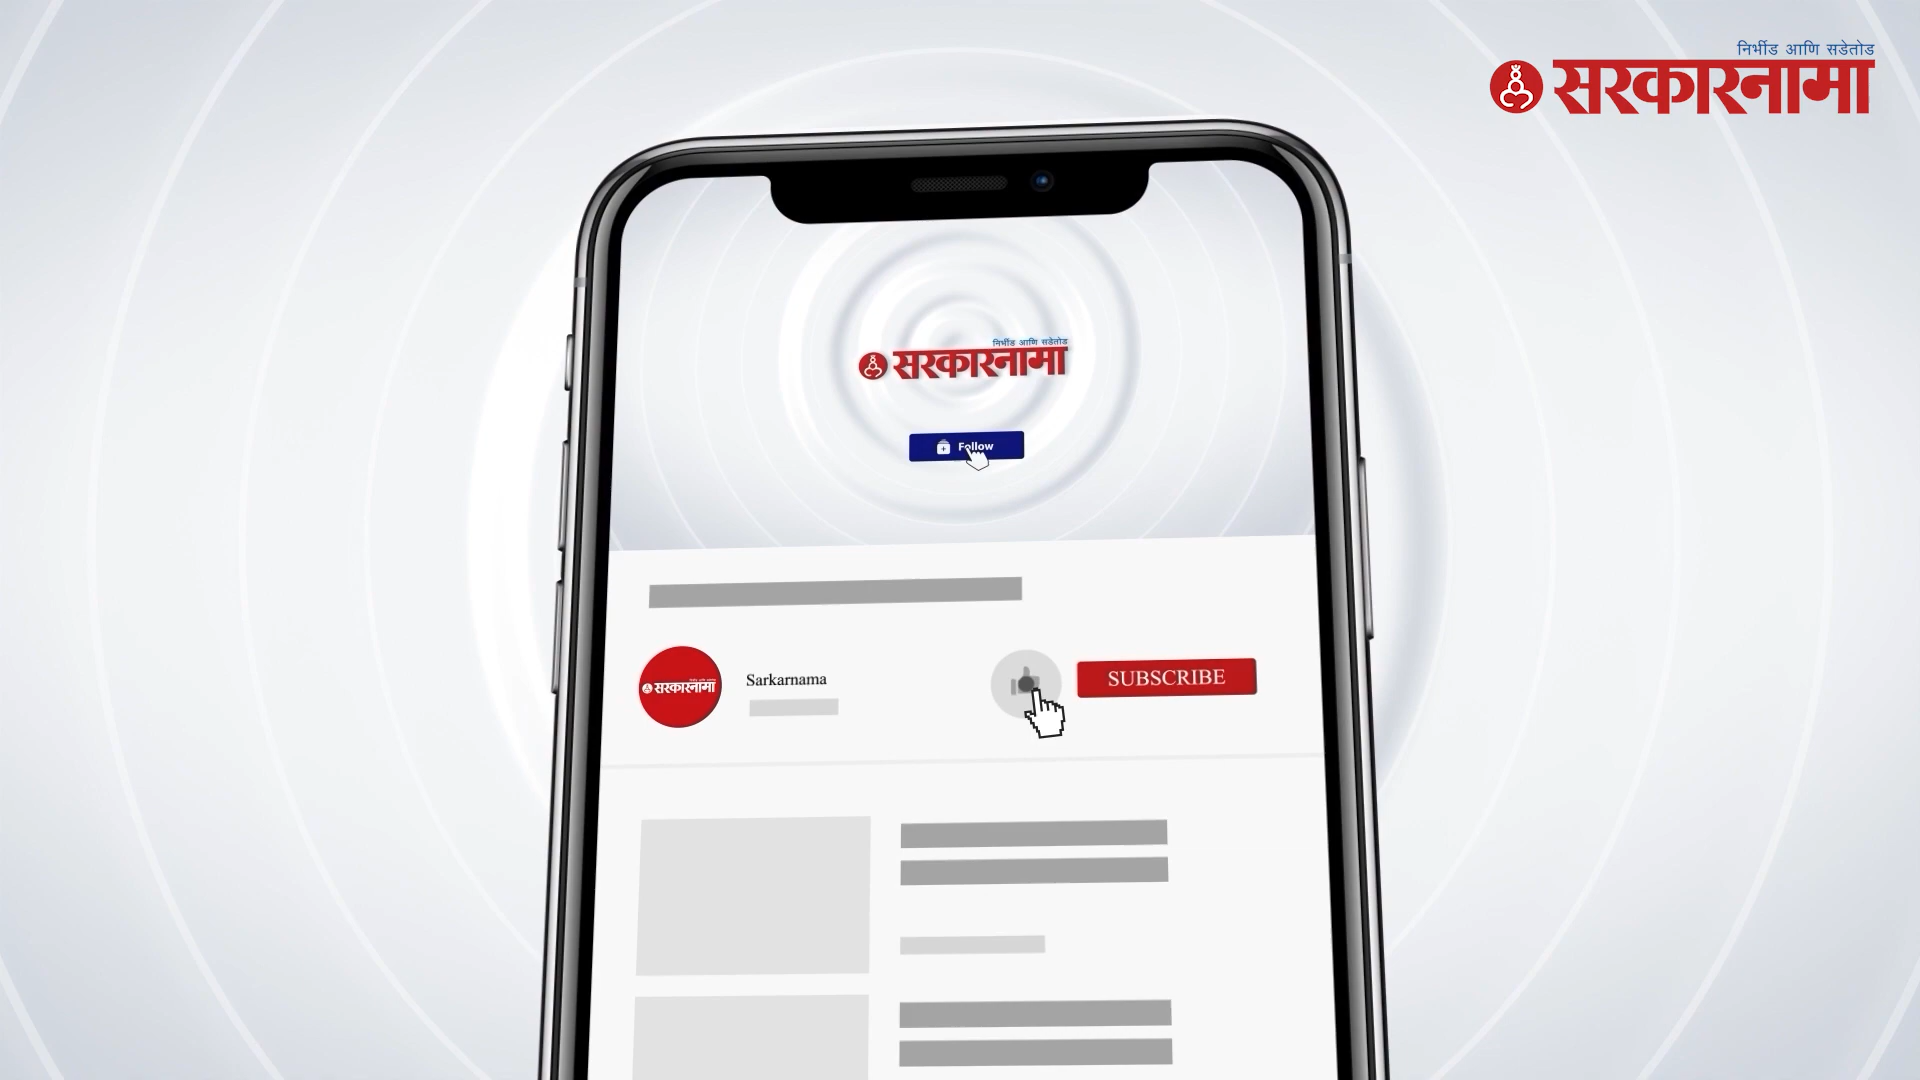 निर्भीड आणि सडेतोड
सरकारनामा
निर्भीड आणि सडेतोड
सरकारनामा
Follow
सरकारनामा
Sarkarnama
SUBSCRIBE